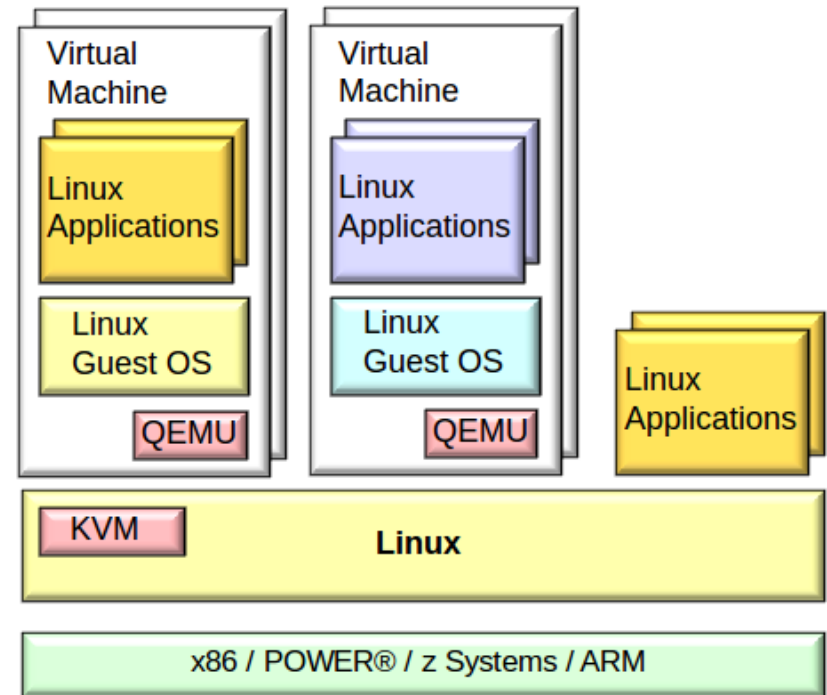 Virtual
Machine
Linux
Applications
Linux
Guest OS
QEMU
Virtual
Machine
Linux
Applications
Linux
Guest OS
QEMU
Linux
Applications
KVM
Linux
x86 / POWER® / z Systems / ARM